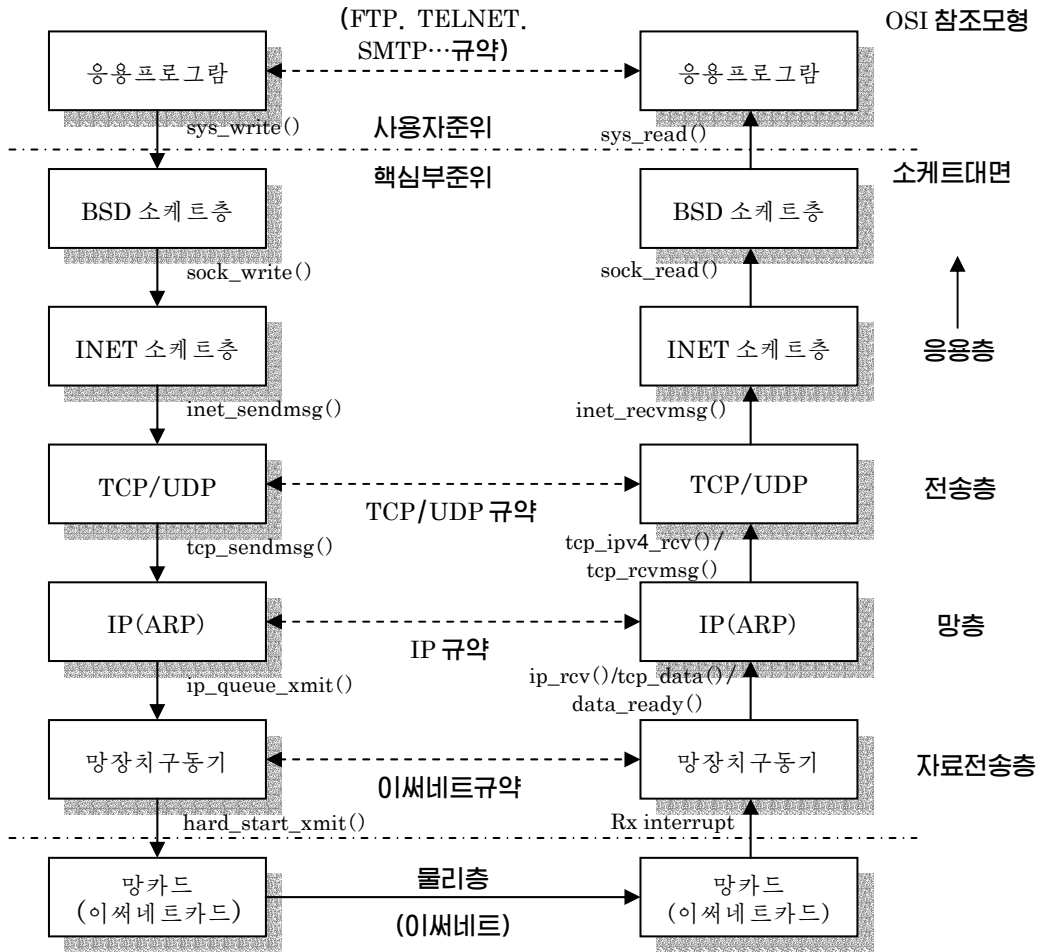 (FTP. TELNET.
SMTP…규약)
OSI 참조모형
응용프로그람
응용프로그람
sys_write()
사용자준위
sys_read()
핵심부준위
소케트대면
BSD 소케트층
BSD 소케트층
sock_write()
sock_read()
INET 소케트층
INET 소케트층
응용층
inet_sendmsg()
inet_recvmsg()
TCP/UDP
TCP/UDP
전송층
TCP/UDP 규약
tcp_sendmsg()
tcp_ipv4_rcv()/
tcp_rcvmsg()
IP(ARP)
IP(ARP)
망층
IP 규약
ip_queue_xmit()
ip_rcv()/tcp_data()/
data_ready()
망장치구동기
망장치구동기
자료전송층
이써네트규약
hard_start_xmit()
Rx interrupt
망카드
(이써네트카드)
물리층
(이써네트)
망카드
(이써네트카드)